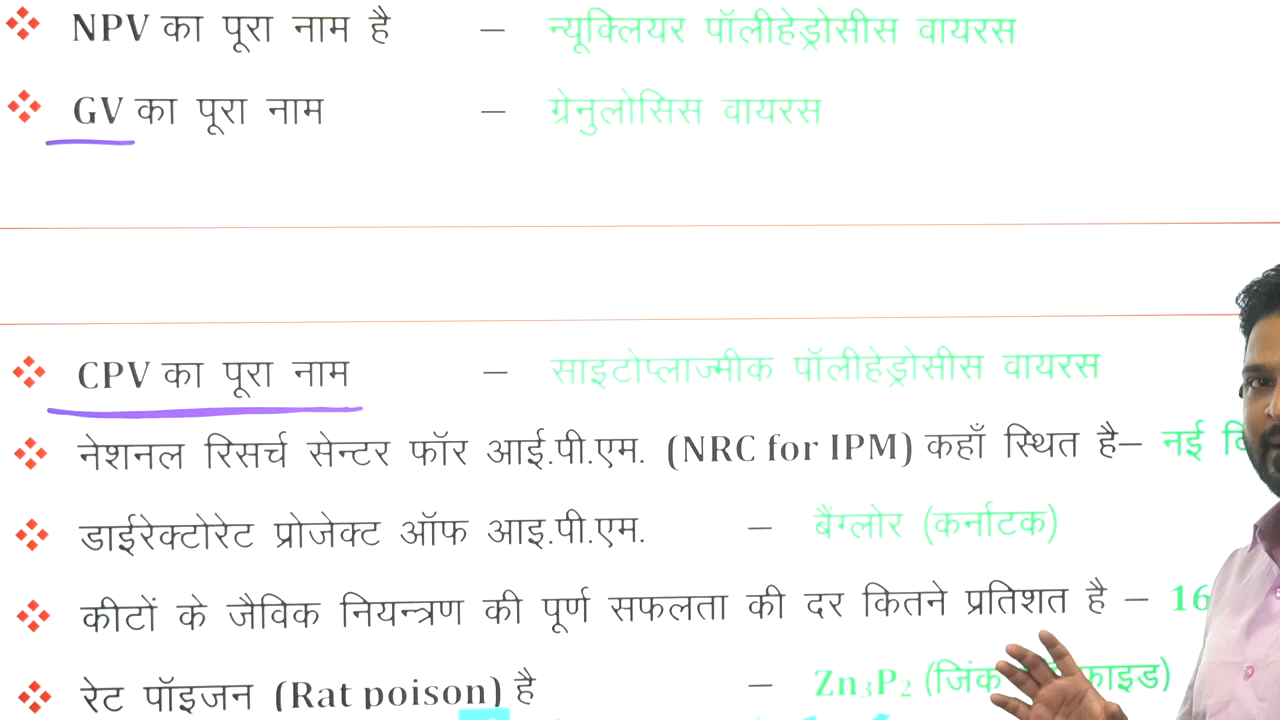 NPV का पूरा नाम है – न्यूक्लियर पॉलीहेड्रोसीस वायरस
GV का पूरा नाम – ग्रेनुलोसिस वायरस
CPV का पूरा नाम – साइटोप्लाज्मीक पॉलीहेड्रोसीस वायरस
नेशनल रिसर्च सेन्टर फॉर आई.पी.एम. (NRC for IPM) कहाँ स्थित है– नई
डाईरेक्टोरेट प्रोजेक्ट ऑफ आइ.पी.एम. – बैंग्लोर (कर्नाटक)
कीटों के जैविक नियन्त्रण की पूर्ण सफलता की दर कितने प्रतिशत है – 16
रेट पॉइजन (Rat poison) है – Zn₃P₂ (जिंक